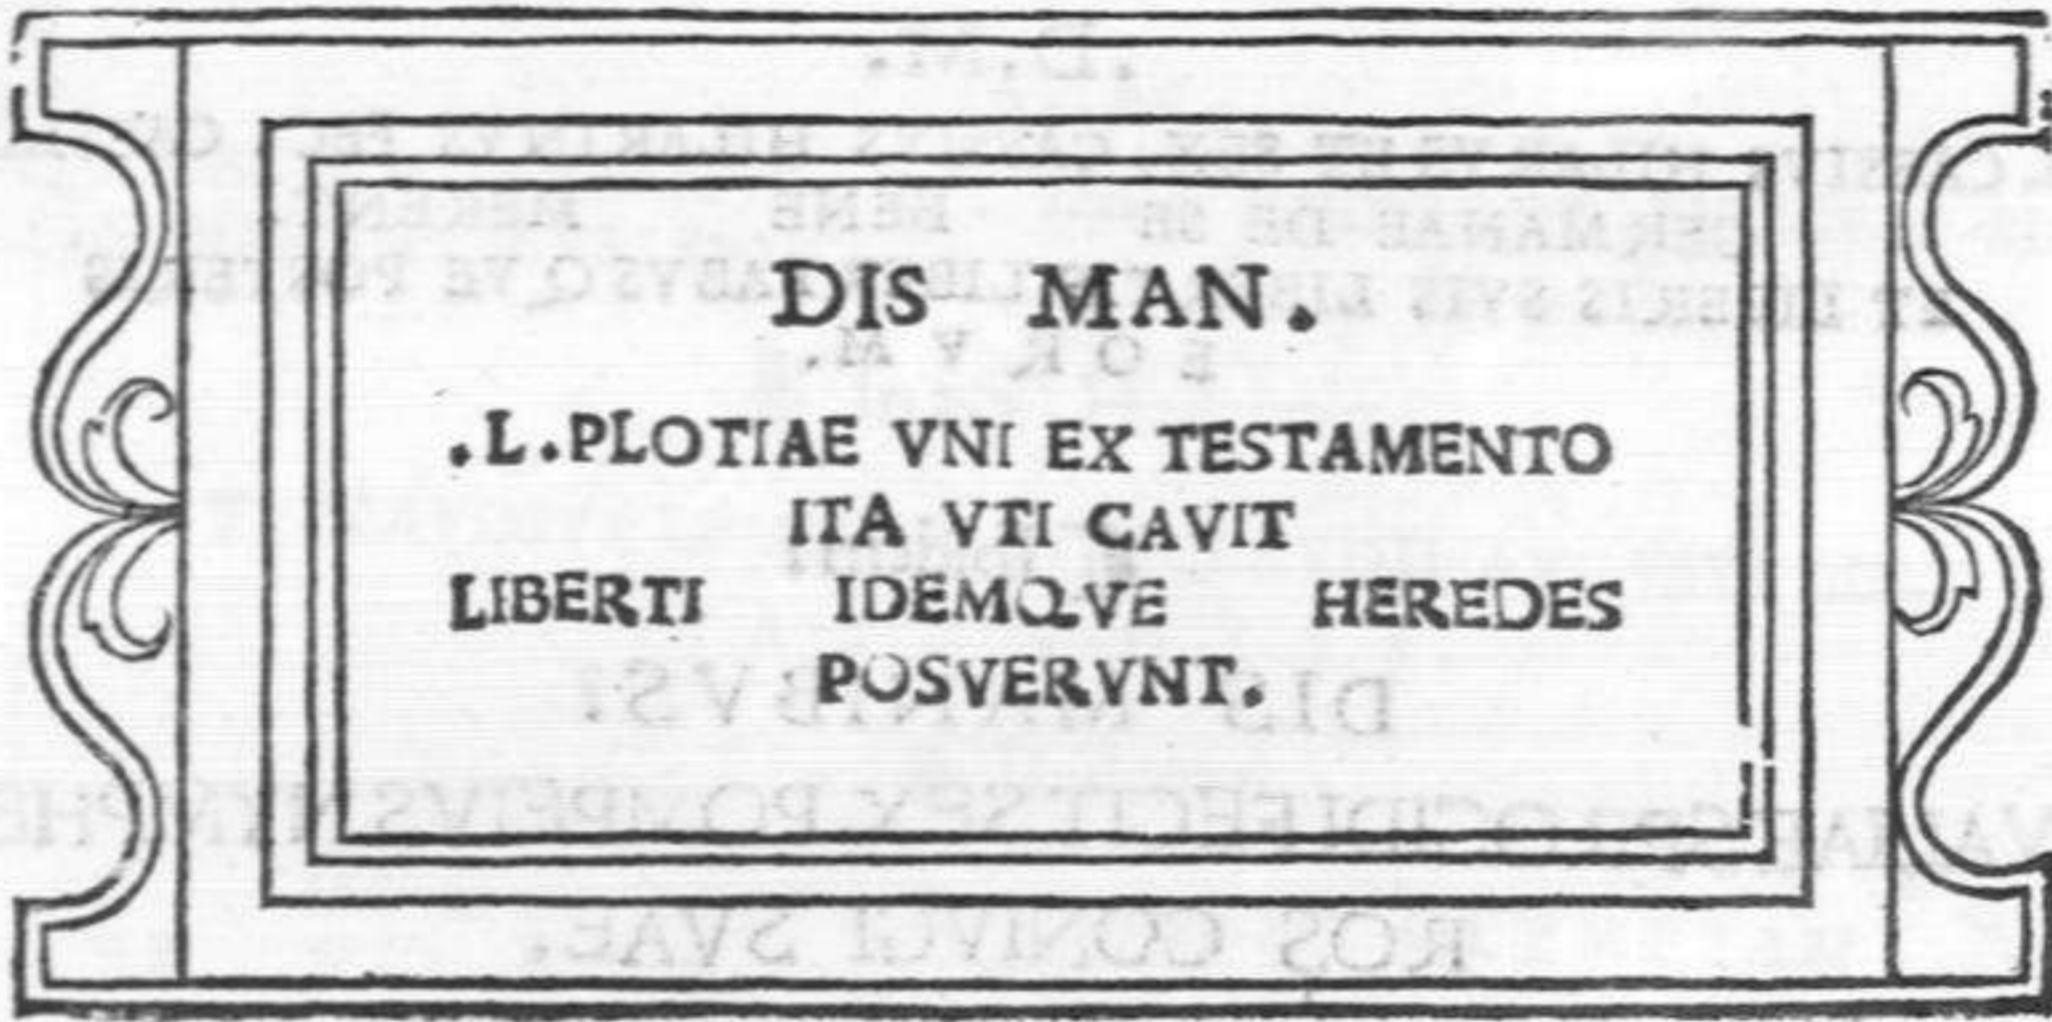 DIS MAN.
.L.PLOTIAE VNI EX TESTAMENTO
ITA VTI CAVIT
LIBERTI IDEMQVE HEREDES
POSVERVNT.